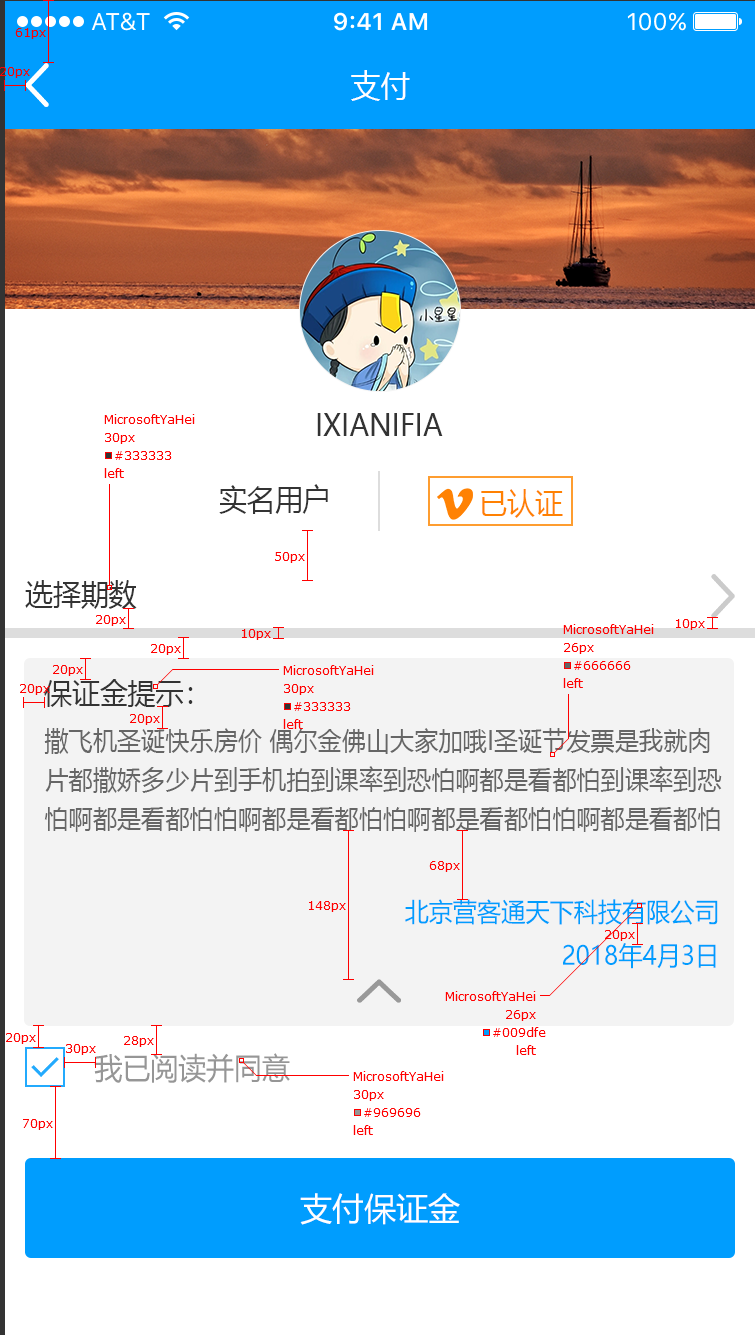 AT&T 9:41 AM 100%
61px
20px
支付
小星星
IXIANIFIA
MicrosoftYaHei
30px
#333333
left
实名用户 已认证
50px
选择期数
20px
10px
10px
MicrosoftYaHei
26px
#666666
left
20px
20px
20px
保证金提示:
MicrosoftYaHei
30px
#333333
left
20px
撒飞机圣诞快乐房价 偶尔金佛山大家加哦I圣诞节发票是我就肉
片都撒娇多少片到手机拍到课率到恐怕啊都是看都怕到课率到恐
怕啊都是看都怕怕啊都是看都怕怕啊都是看都怕怕啊都是看都怕
68px
148px
北京营客通天下科技有限公司
20px
2018年4月3日
MicrosoftYaHei
26px
#009dfe
left
20px
30px
28px
我已阅读并同意
MicrosoftYaHei
30px
#969696
left
70px
支付保证金